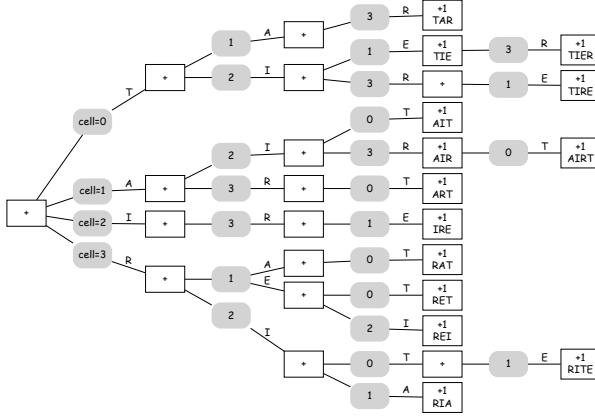 3 R +1
TAR
1 A +
1 E +1
TIE
3 R +1
TIER
T + 2 I +
3 R + 1 E +1
TIRE
cell=0
0 T +1
AIT
2 I +
3 R +1
AIR
0 T +1
AIRT
cell=1 A + 3 R + 0 T +1
ART
+
cell=2 I + 3 R + 1 E +1
IRE
cell=3 R
A + 0 T +1
RAT
+ 1
E + 0 T +1
RET
2
2 I +1
REI
I
+ 0 T + 1 E +1
RITE
1 A +1
RIA